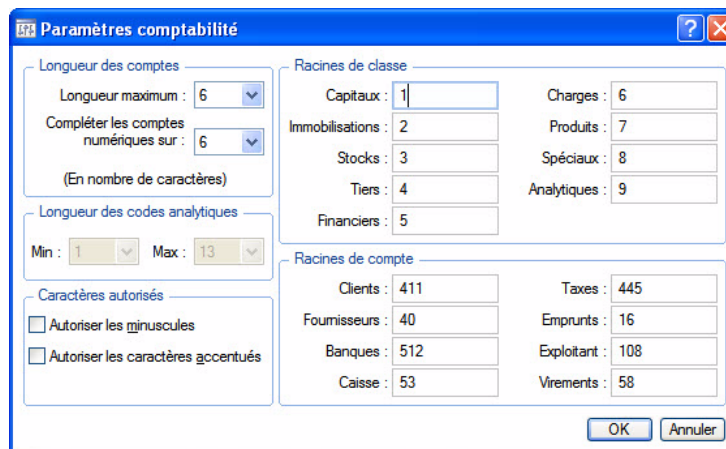 Paramètres comptabilité
Longueur des comptes
Longueur maximum : 6
Compléter les comptes
numériques sur : 6
(En nombre de caractères)
Longueur des codes analytiques
Min : 1 Max : 13
Caractères autorisés
Autoriser les minuscules
Autoriser les caractères accentués
Racines de classe
Capitaux : 1 Charges : 6
Immobilisations : 2 Produits : 7
Stocks : 3 Spéciaux : 8
Tiers : 4 Analytiques : 9
Financiers : 5
Racines de compte
Clients : 411 Taxes : 445
Fournisseurs : 40 Emprunts : 16
Banques : 512 Exploitant : 108
Caisse : 53 Virements : 58
OK Annuler